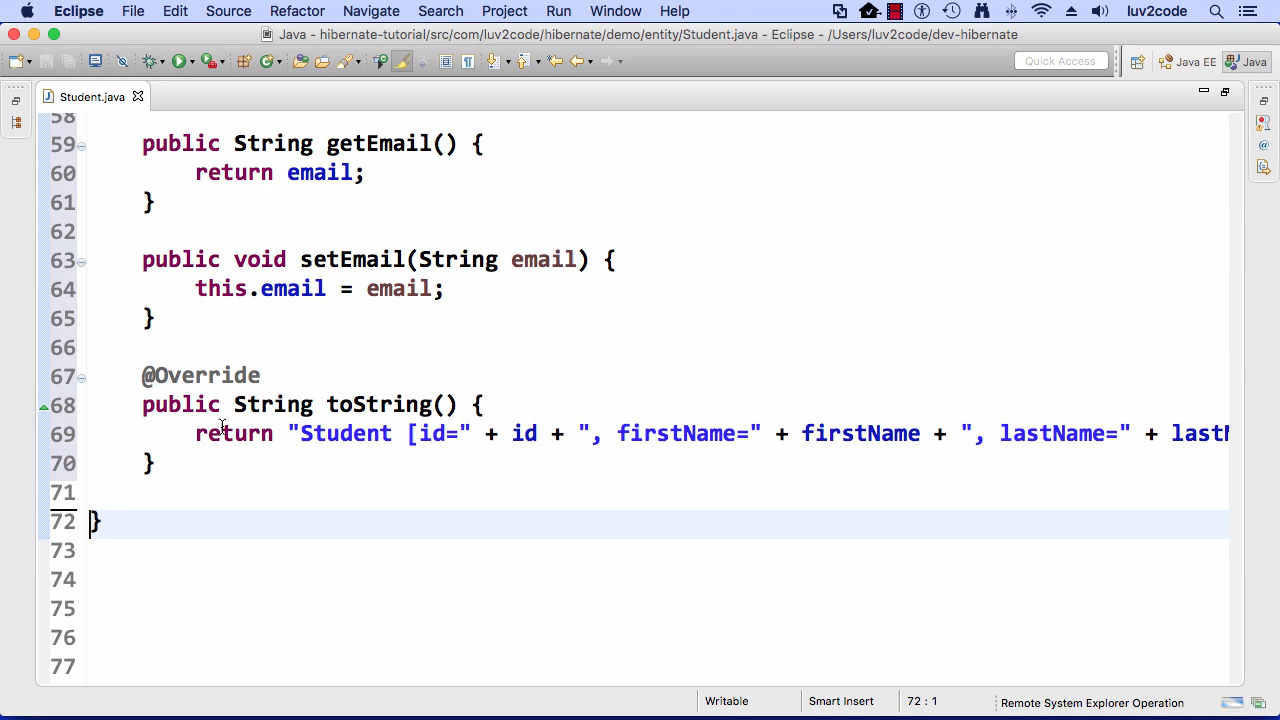 Eclipse File Edit Source Refactor Navigate Search Project Run Window Help luv2code
Java - hibernate-tutorial/src/com/luv2code/hibernate/demo/entity/Student.java - Eclipse - /Users/luv2code/dev-hibernate
Quick Access Java EE Java
Student.java
58
59 public String getEmail() {
60 return email;
61 }
62
63 public void setEmail(String email) {
64 this.email = email;
65 }
66
67 @Override
68 public String toString() {
69 return "Student [id=" + id + ", firstName=" + firstName + ", lastName=" + lastN
70 }
71
72 }
73
74
75
76
77
Writable Smart Insert 72 : 1 Remote System Explorer Operation